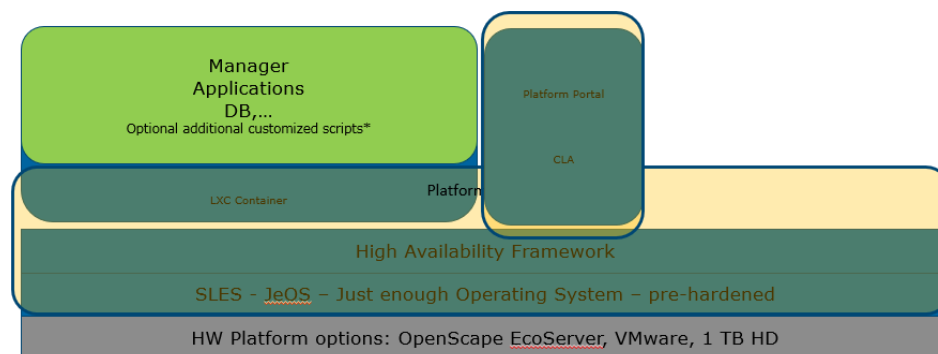 Manager
Applications
DB,...
Optional additional customized scripts*
Platform Portal
CLA
Platform
LXC Container
High Availability Framework
SLES - JeOS – Just enough Operating System – pre-hardened
HW Platform options: OpenScape EcoServer, VMware, 1 TB HD